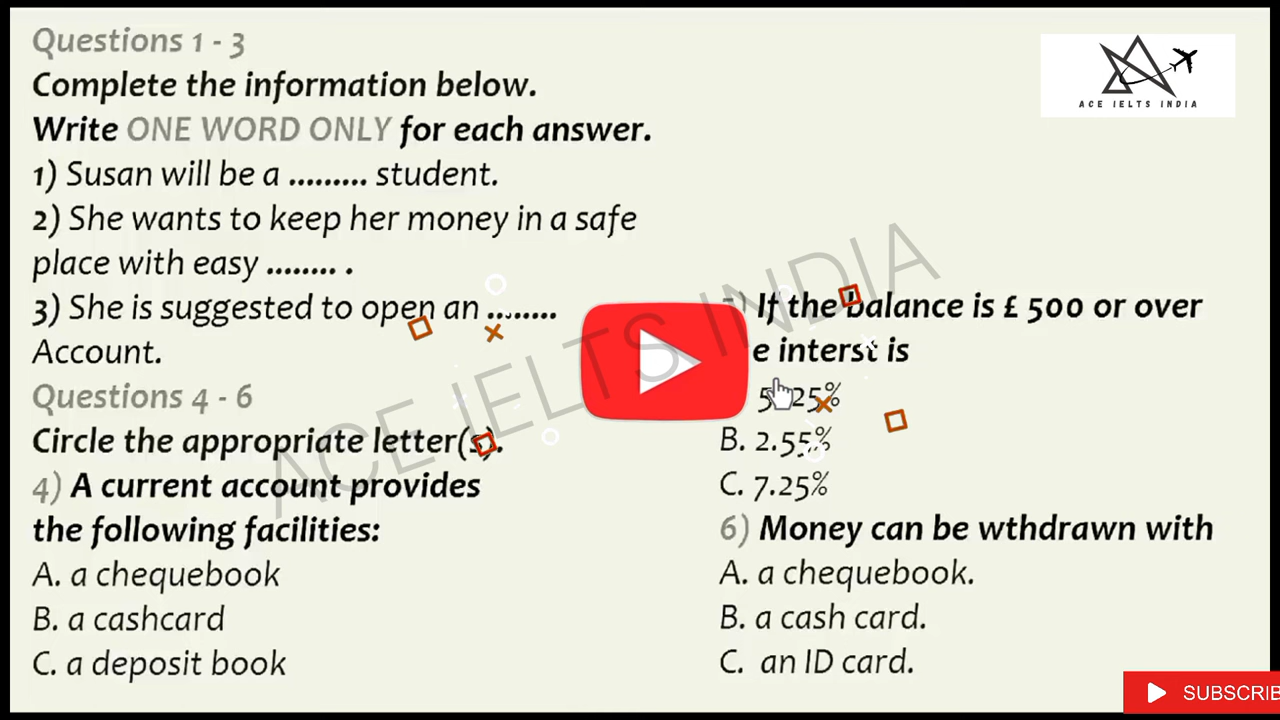 Questions 1 - 3
Complete the information below.
Write ONE WORD ONLY for each answer.
1) Susan will be a ......... student.
2) She wants to keep her money in a safe
place with easy ........ .
3) She is suggested to open an ........
Account.
Questions 4 - 6
Circle the appropriate letter(s).
4) A current account provides
the following facilities:
A. a chequebook
B. a cashcard
C. a deposit book
ACE IELTS INDIA
ACE IELTS INDIA
If the balance is £ 500 or over
interst is
B. 2.55%
C. 7.25%
6) Money can be wthdrawn with
A. a chequebook.
B. a cash card.
C. an ID card.